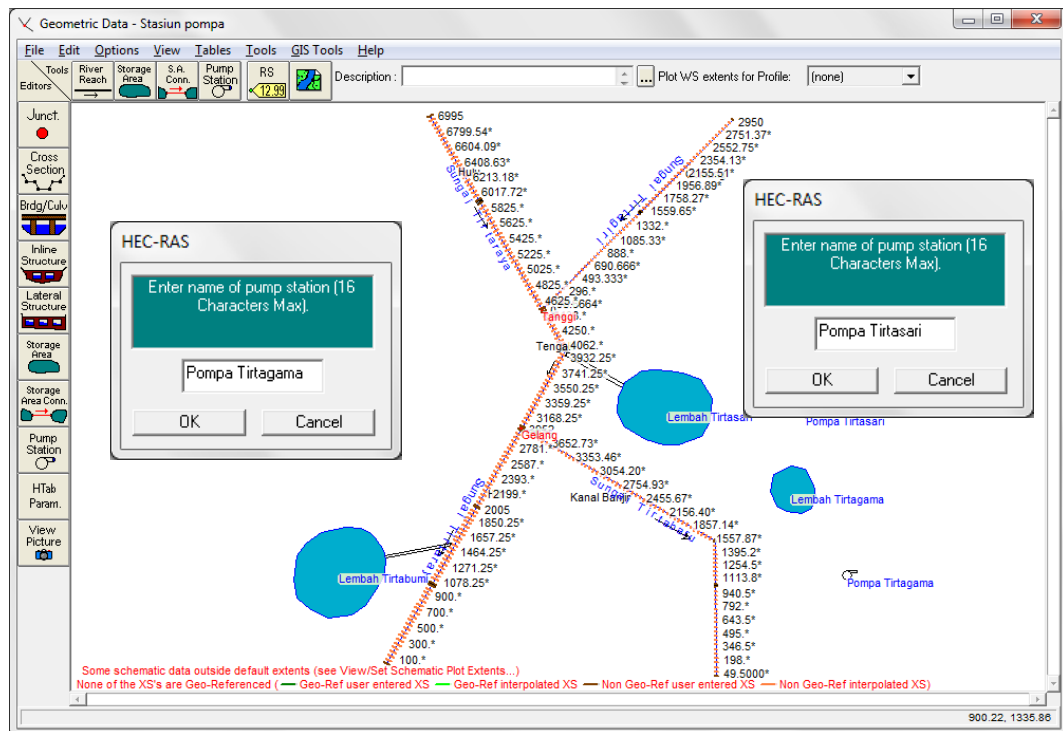 Geometric Data - Stasiun pompa
File Edit Options View Tables Tools GIS Tools Help
Tools
Editors
River Reach
Storage Area
S.A. Conn.
Pump Station
RS
12.99
Description :
...
Plot WS extents for Profile:
(none)
Junct.
Cross Section
Brdg/Culv
Inline Structure
Lateral Structure
Storage Area
Storage Area Conn.
Pump Station
HTab Param.
View Picture
6995
6799.54*
6604.09*
6408.63*
6213.18*
6017.72*
5825.*
5625.*
5425.*
5225.*
5025.*
4825.*
4625.*
Sungai Tirtaraya
2950
2751.37*
2552.75*
2354.13*
2155.51*
1956.89*
1758.27*
1559.65*
1332.*
1085.33*
888.*
690.666*
493.333*
296.*
Sungai Tirtagiri
Tanggi
4250.*
Tenga
4062.*
3932.25*
3741.25*
3550.25*
3359.25*
3168.25*
Gelang
2781.*
2587.*
2393.*
2199.*
2005
1850.25*
1657.25*
1464.25*
1271.25*
1078.25*
900.*
700.*
500.*
300.*
100.*
Sungai Tirtaraya
3652.73*
3353.46*
3054.20*
2754.93*
2455.67*
2156.40*
1857.14*
1557.87*
1395.2*
1254.5*
1113.8*
940.5*
792.*
643.5*
495.*
346.5*
198.*
49.5000*
Kanal Banjir
Sungai Tirtabaru
Lembah Tirtasari
Pompa Tirtasari
Lembah Tirtagama
Pompa Tirtagama
Lembah Tirtabumi
HEC-RAS
Enter name of pump station (16
Characters Max).
Pompa Tirtagama
OK Cancel
HEC-RAS
Enter name of pump station (16
Characters Max).
Pompa Tirtasari
OK Cancel
Some schematic data outside default extents (see View/Set Schematic Plot Extents...)
None of the XS's are Geo-Referenced ( Geo-Ref user entered XS Geo-Ref interpolated XS Non Geo-Ref user entered XS Non Geo-Ref interpolated XS)
900.22, 1335.86